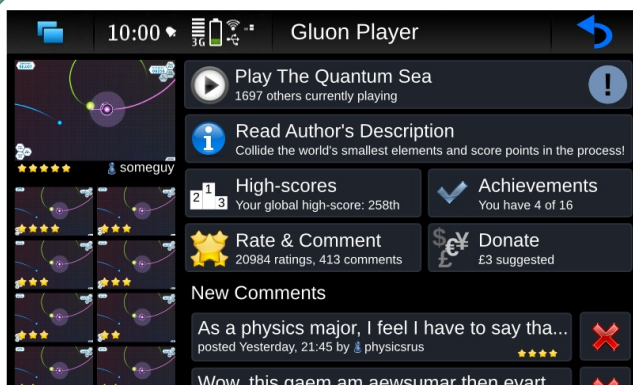 10:00
3G
Gluon Player
Play The Quantum Sea
1697 others currently playing
!
Read Author's Description
Collide the world's smallest elements and score points in the process!
someguy
High-scores
Your global high-score: 258th
2 1 3
Achievements
You have 4 of 16
Rate & Comment
20984 ratings, 413 comments
$€¥£
Donate
£3 suggested
New Comments
As a physics major, I feel I have to say tha...
posted Yesterday, 21:45 by physicsrus
Wow, this gaem am aewsumar then evart